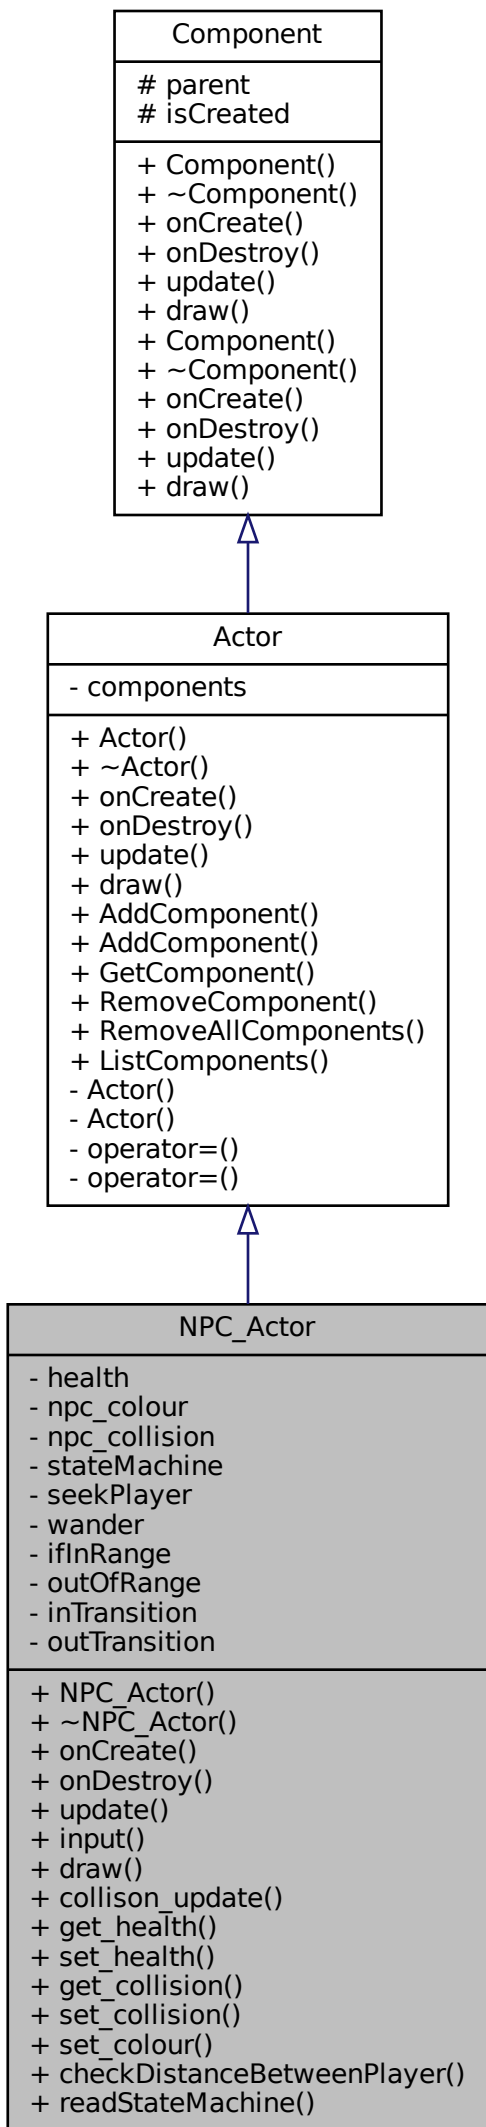 Component
# parent
# isCreated
+ Component()
+ ~Component()
+ onCreate()
+ onDestroy()
+ update()
+ draw()
+ Component()
+ ~Component()
+ onCreate()
+ onDestroy()
+ update()
+ draw()
Actor
- components
+ Actor()
+ ~Actor()
+ onCreate()
+ onDestroy()
+ update()
+ draw()
+ AddComponent()
+ AddComponent()
+ GetComponent()
+ RemoveComponent()
+ RemoveAllComponents()
+ ListComponents()
- Actor()
- Actor()
- operator=()
- operator=()
NPC_Actor
- health
- npc_colour
- npc_collision
- stateMachine
- seekPlayer
- wander
- ifInRange
- outOfRange
- inTransition
- outTransition
+ NPC_Actor()
+ ~NPC_Actor()
+ onCreate()
+ onDestroy()
+ update()
+ input()
+ draw()
+ collison_update()
+ get_health()
+ set_health()
+ get_collision()
+ set_collision()
+ set_colour()
+ checkDistanceBetweenPlayer()
+ readStateMachine()